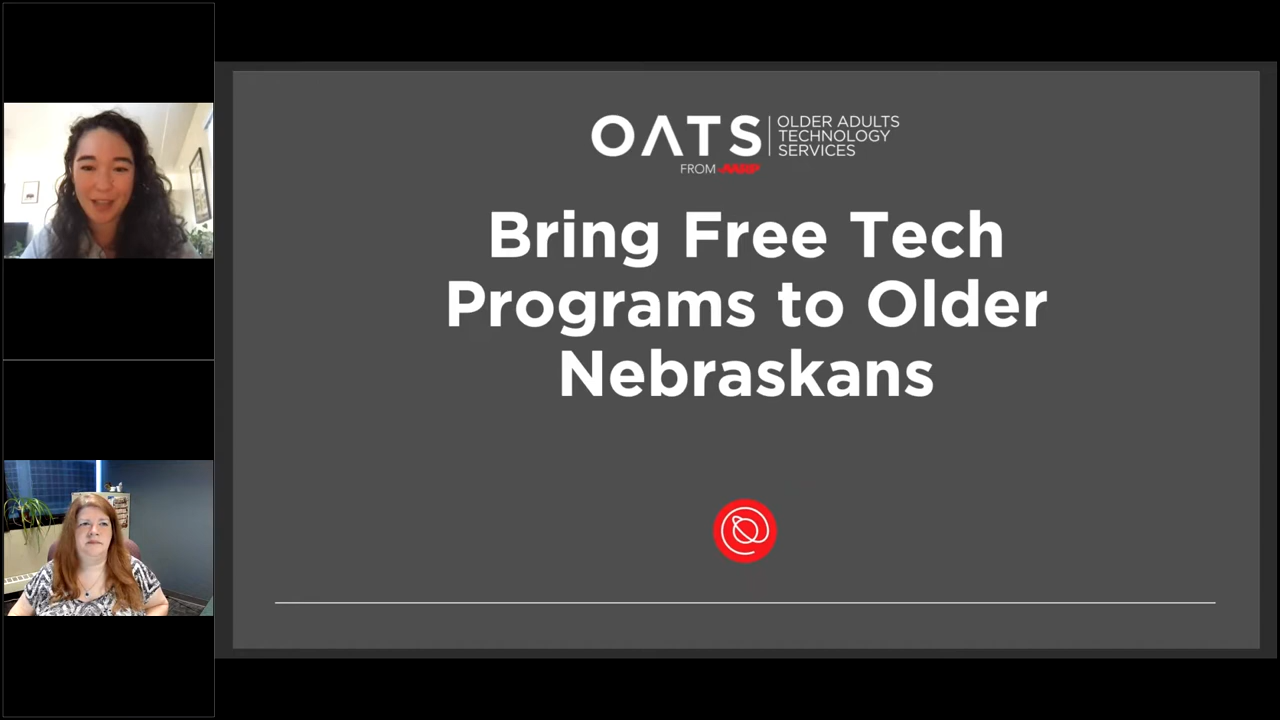 OATS
OLDER ADULTS
TECHNOLOGY
SERVICES
FROM AARP
Bring Free Tech
Programs to Older
Nebraskans